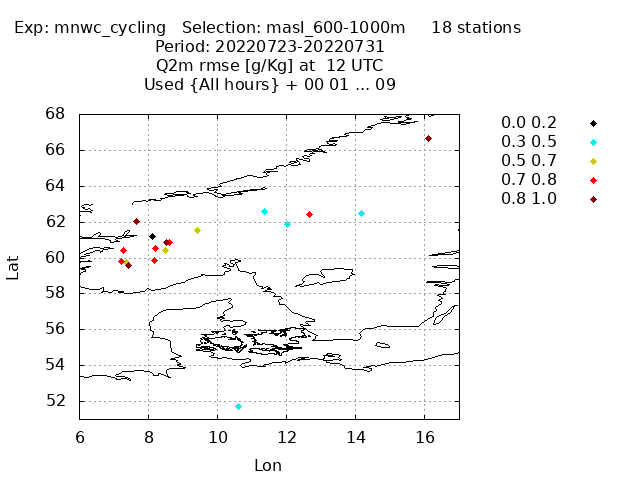 Exp: mnwc_cycling   Selection: masl_600-1000m     18 stations
Period: 20220723-20220731
Q2m rmse [g/Kg] at  12 UTC
Used {All hours} + 00 01 ... 09
68
66
64
62
60
58
56
54
52
6 8 10 12 14 16
Lat
Lon
0.0 0.2
0.3 0.5
0.5 0.7
0.7 0.8
0.8 1.0